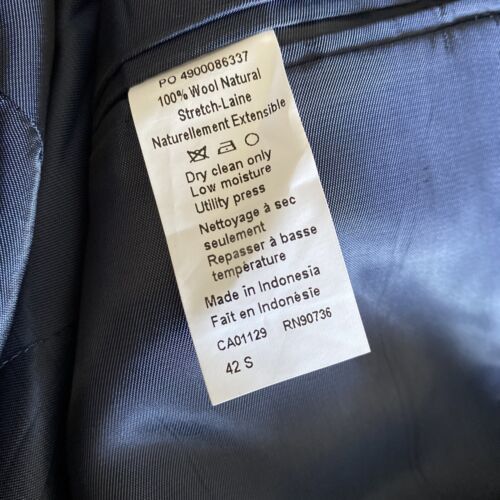 PO 4900086337
100% Wool Natural
Stretch-Laine
Naturellement Extensible
Dry clean only
Low moisture
Utility press
Nettoyage à sec
seulement
Repasser à basse
température
Made in Indonesia
Fait en Indonésie
CA01129 RN90736
42 S